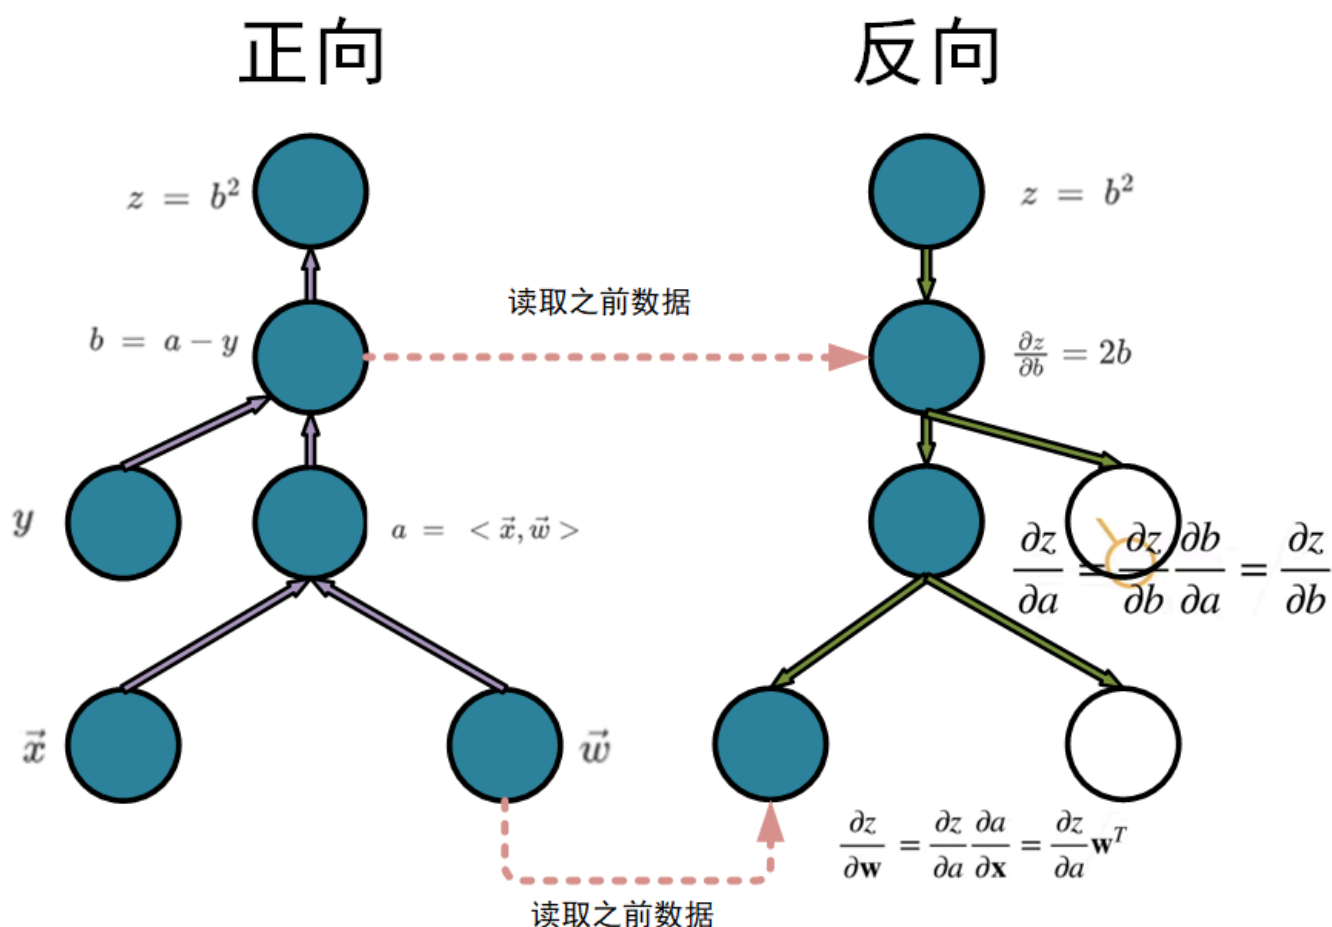 正向
反向
z = b²
z = b²
读取之前数据
b = a − y
∂z/∂b = 2b
y
a = < x⃗, w⃗ >
∂z/∂a = ∂z/∂b ∂b/∂a = ∂z/∂b
x⃗
w⃗
∂z/∂w = ∂z/∂a ∂a/∂x = ∂z/∂a wᵀ
读取之前数据